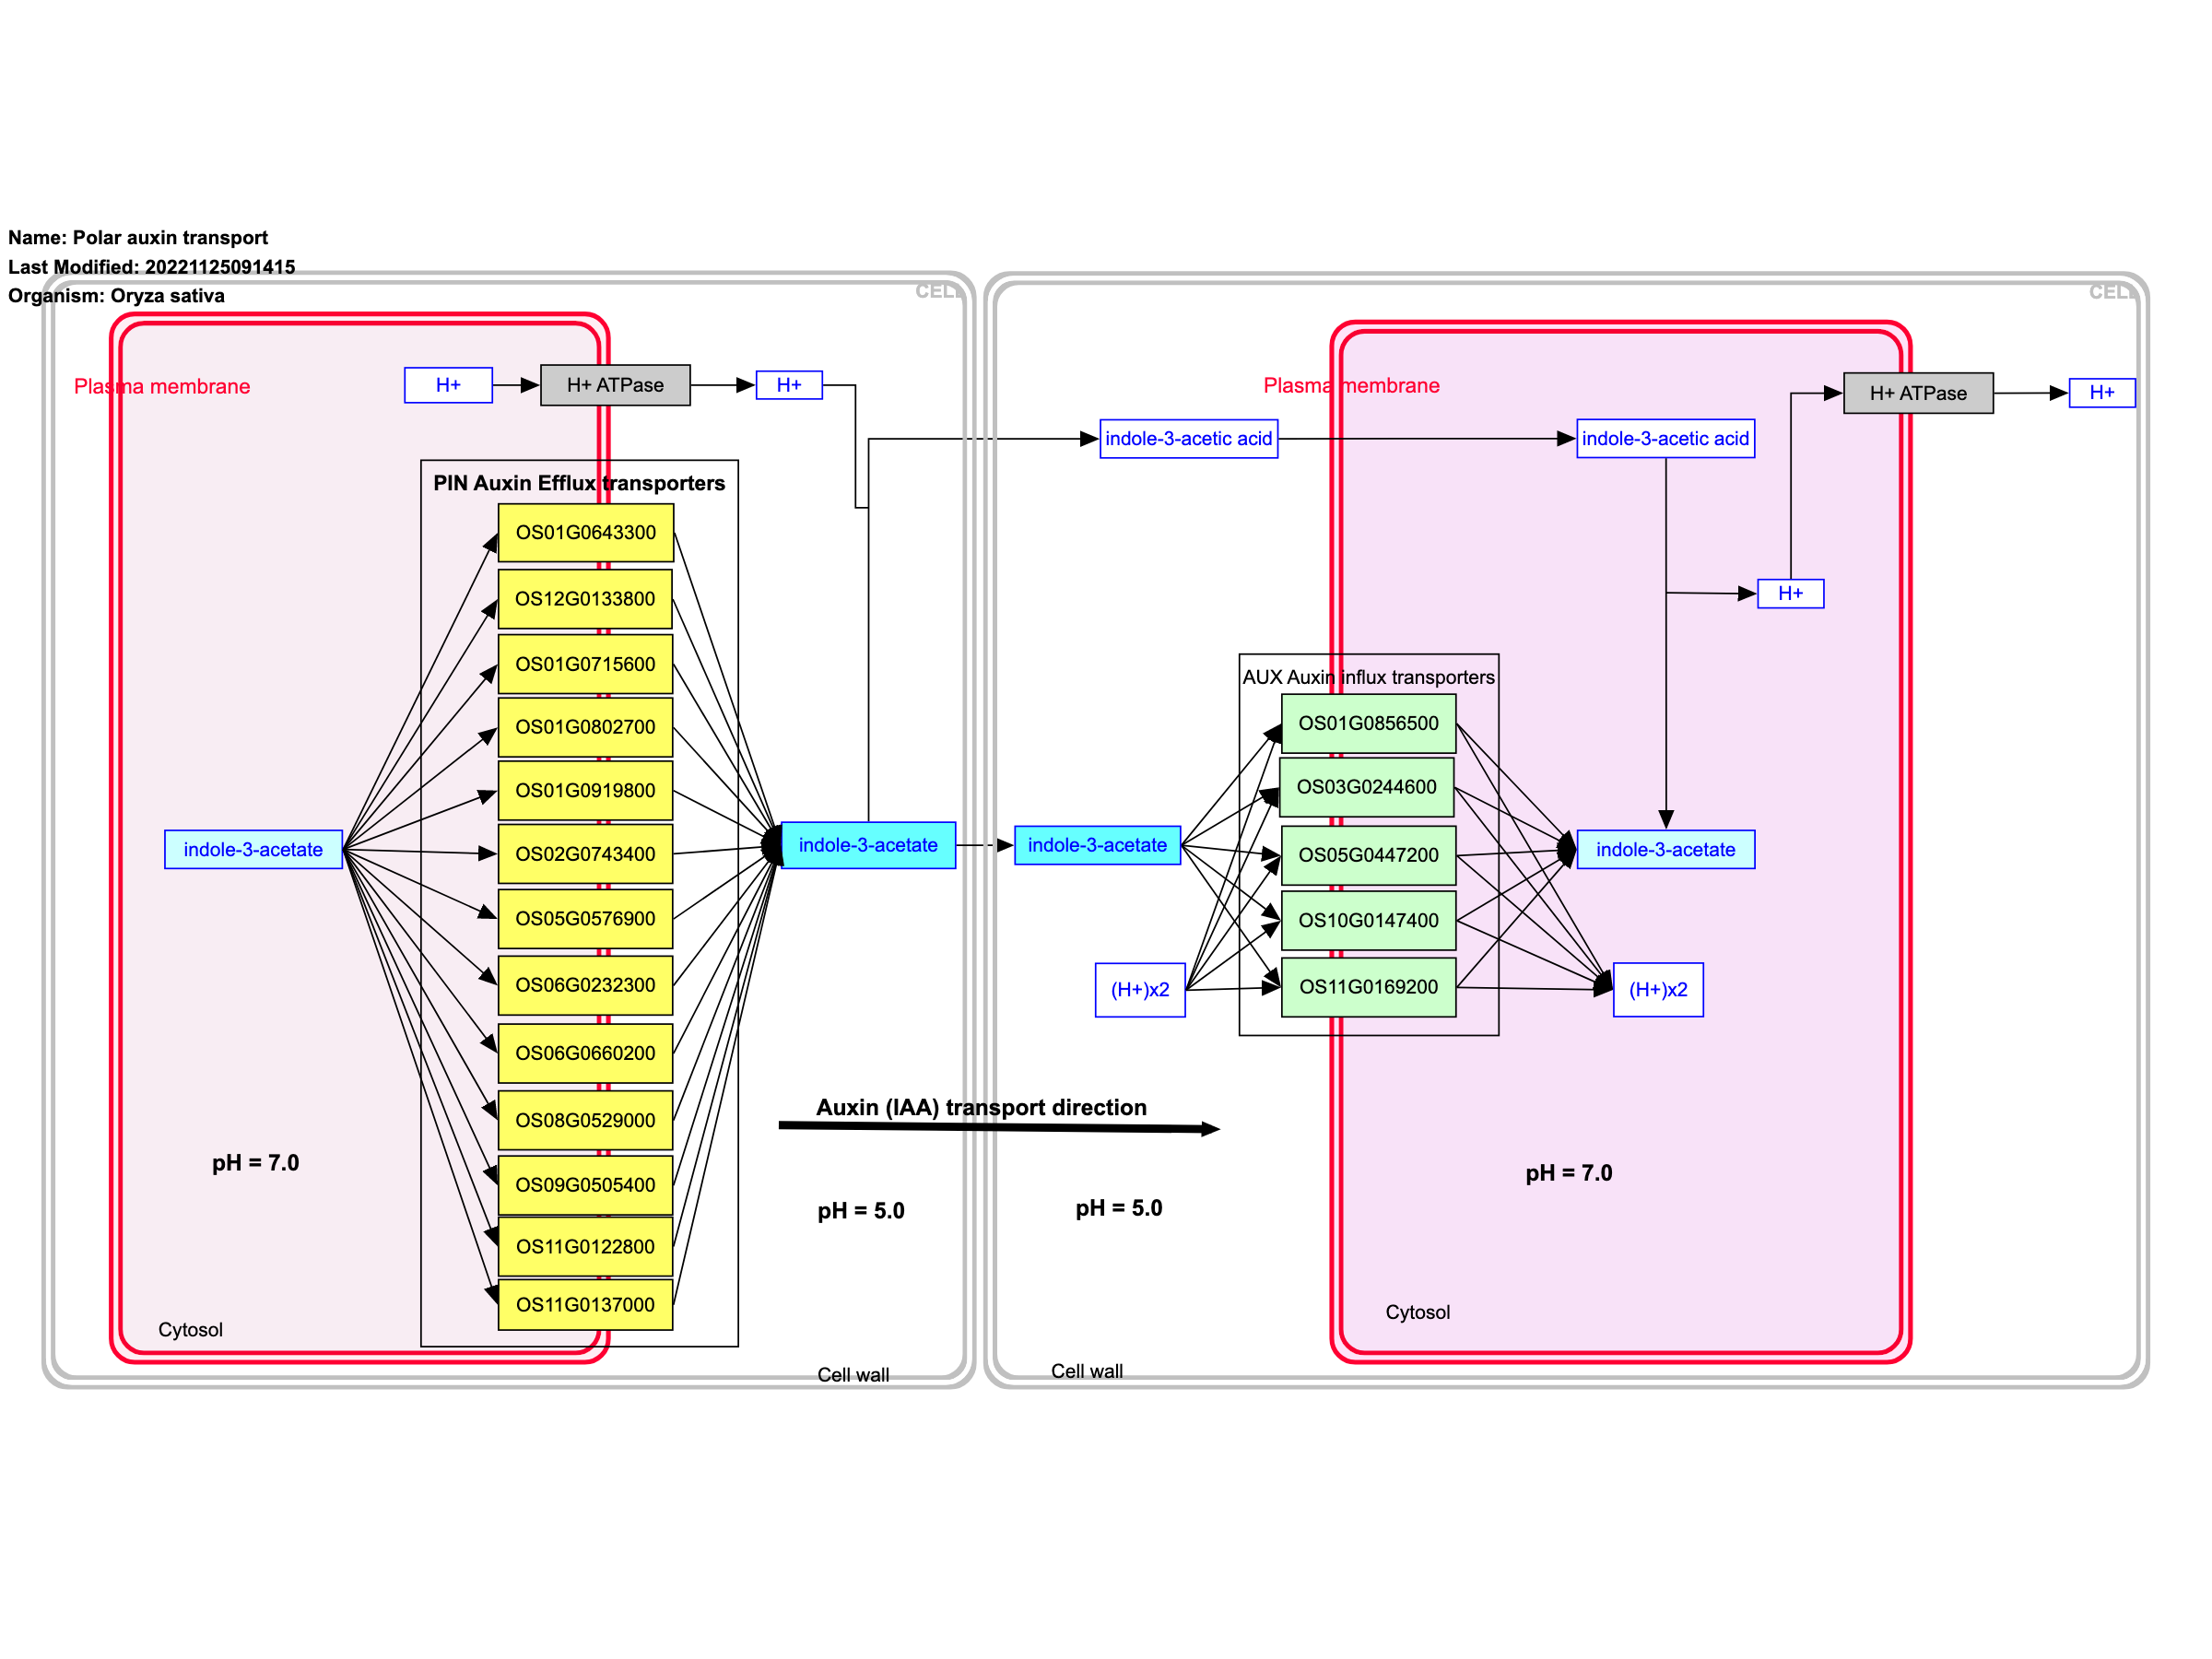 Name: Polar auxin transport
Last Modified: 20221125091415
Organism: Oryza sativa
CELL
CELL
Plasma membrane
H+
H+ ATPase
H+
Plasma membrane
H+ ATPase
H+
indole-3-acetic acid
indole-3-acetic acid
PIN Auxin Efflux transporters
OS01G0643300
OS12G0133800
OS01G0715600
OS01G0802700
OS01G0919800
OS02G0743400
OS05G0576900
OS06G0232300
OS06G0660200
OS08G0529000
OS09G0505400
OS11G0122800
OS11G0137000
indole-3-acetate
indole-3-acetate
indole-3-acetate
H+
AUX Auxin influx transporters
OS01G0856500
OS03G0244600
OS05G0447200
OS10G0147400
OS11G0169200
indole-3-acetate
(H+)x2
(H+)x2
Auxin (IAA) transport direction
pH = 7.0
pH = 5.0
pH = 5.0
pH = 7.0
Cytosol
Cytosol
Cell wall
Cell wall